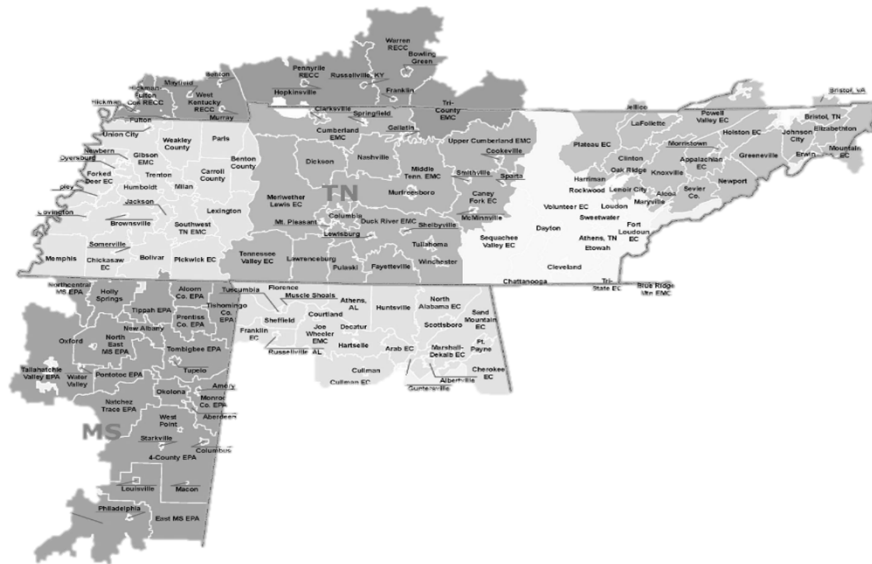 Warren
RECC
Bowling
Green
Pennyrile
RECC
Russellville, KY
Hopkinsville
Franklin
Tri-
County EMC
Mayfield
Hickman-
Fulton
Cos RECC
West
Kentucky
RECC
Murray
Hickman
Fulton
Union City
Weakley
County
Paris
Newbern
Dyersburg
Gibson
EMC
Benton
County
Forked
Deer EC
Trenton
Carroll
County
Humboldt
Milan
Jackson
Lexington
Brownsville
Southwest
TN EMC
Somerville
Memphis
Chickasaw
EC
Bolivar
Pickwick EC
Clarksville
Springfield
Cumberland
EMC
Gallatin
Upper Cumberland EMC
Cookeville
Dickson
Nashville
Middle
Tenn. EMC
Smithville
Sparta
Murfreesboro
Caney
Fork EC
Meriwether
Lewis EC
TN
Columbia
McMinnville
Mt. Pleasant
Duck River EMC
Shelbyville
Lewisburg
Tullahoma
Tennessee
Valley EC
Lawrenceburg
Pulaski
Fayetteville
Winchester
Sequachee
Valley EC
Bristol, VA
Jellico
LaFollette
Powell
Valley EC
Bristol, TN
Holston EC
Johnson
City
Elizabethton
Plateau EC
Morristown
Mountain
EC
Clinton
Appalachian
EC
Greeneville
Erwin
Oak Ridge
Harriman
Knoxville
Rockwood
Lenoir City
Alcoa
Sevier
Co.
Newport
Maryville
Volunteer EC
Loudon
Sweetwater
Dayton
Athens, TN
Fort
Loudoun
EC
Etowah
Cleveland
Chattanooga
Tri-
State EC
Blue Ridge
Mtn EMC
Northcentral
MS EPA
Holly
Springs
Alcorn
Co. EPA
Tishomingo
Co.
EPA
Tippah EPA
Prentiss
Co. EPA
New Albany
Oxford
North
East
MS EPA
Tombigbee EPA
Tallahatchie
Valley EPA
Water
Valley
Pontotoc EPA
Tupelo
Okolona
Amory
Natchez
Trace EPA
Monroe
Co. EPA
Aberdeen
West
Point
MS
Starkville
Columbus
4-County EPA
Louisville
Macon
Philadelphia
East MS EPA
Tuscumbia
Florence
Muscle Shoals
Athens,
AL
Huntsville
North
Alabama EC
Sheffield
Courtland
Sand
Mountain
EC
Franklin
EC
Joe
Wheeler
EMC
Decatur
Scottsboro
Hartselle
Russellville, AL
Arab EC
Marshall-
Dekalb EC
Ft.
Payne
Cullman
Cherokee
EC
Cullman EC
Albertville
Guntersville